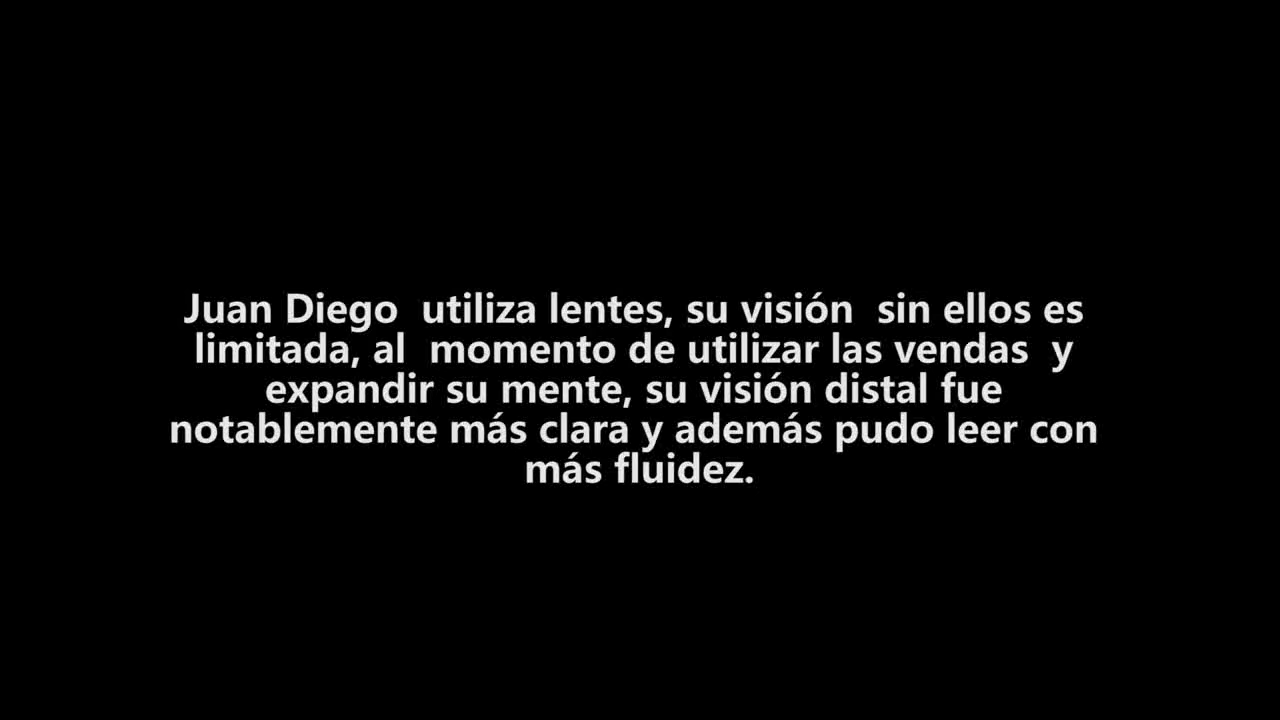 Juan Diego  utiliza lentes, su visión  sin ellos es
limitada, al  momento de utilizar las vendas  y
expandir su mente, su visión distal fue
notablemente más clara y además pudo leer con
más fluidez.